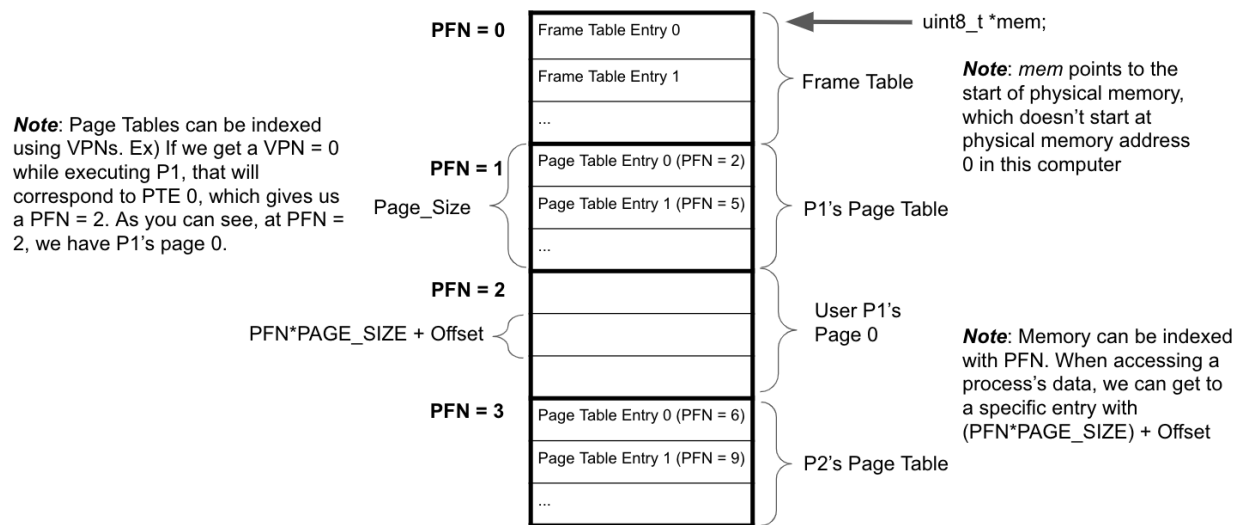 PFN = 0
Frame Table Entry 0
uint8_t *mem;
Frame Table Entry 1
...
Frame Table
Note: mem points to the
start of physical memory,
which doesn't start at
physical memory address
0 in this computer
Note: Page Tables can be indexed
using VPNs. Ex) If we get a VPN = 0
while executing P1, that will
correspond to PTE 0, which gives us
a PFN = 2. As you can see, at PFN =
2, we have P1's page 0.
PFN = 1
Page_Size
Page Table Entry 0 (PFN = 2)
Page Table Entry 1 (PFN = 5)
...
P1's Page Table
PFN = 2
PFN*PAGE_SIZE + Offset
User P1's
Page 0
Note: Memory can be indexed
with PFN. When accessing a
process's data, we can get to
a specific entry with
(PFN*PAGE_SIZE) + Offset
PFN = 3
Page Table Entry 0 (PFN = 6)
Page Table Entry 1 (PFN = 9)
...
P2's Page Table